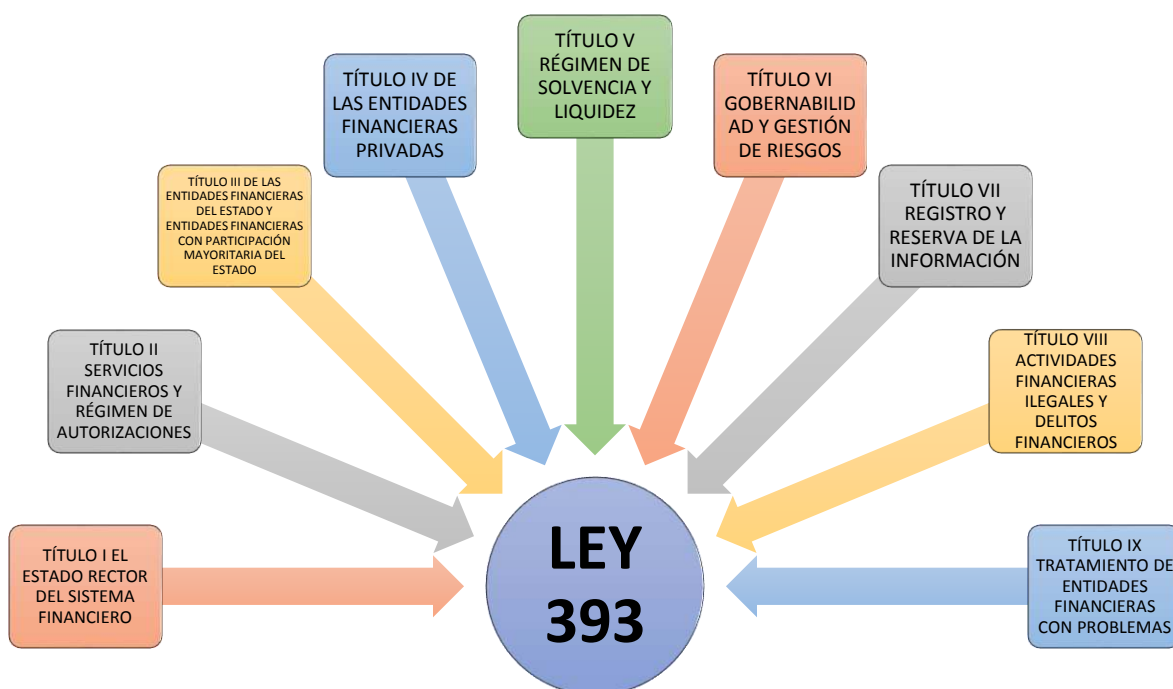 TÍTULO I EL
ESTADO RECTOR
DEL SISTEMA
FINANCIERO
TÍTULO II
SERVICIOS
FINANCIEROS Y
RÉGIMEN DE
AUTORIZACIONES
TÍTULO III DE LAS
ENTIDADES FINANCIERAS
DEL ESTADO Y
ENTIDADES FINANCIERAS
CON PARTICIPACIÓN
MAYORITARIA DEL
ESTADO
TÍTULO IV DE
LAS ENTIDADES
FINANCIERAS
PRIVADAS
TÍTULO V
RÉGIMEN DE
SOLVENCIA Y
LIQUIDEZ
TÍTULO VI
GOBERNABILID
AD Y GESTIÓN
DE RIESGOS
TÍTULO VII
REGISTRO Y
RESERVA DE LA
INFORMACIÓN
TÍTULO VIII
ACTIVIDADES
FINANCIERAS
ILEGALES Y
DELITOS
FINANCIEROS
TÍTULO IX
TRATAMIENTO DE
ENTIDADES
FINANCIERAS
CON PROBLEMAS
LEY
393